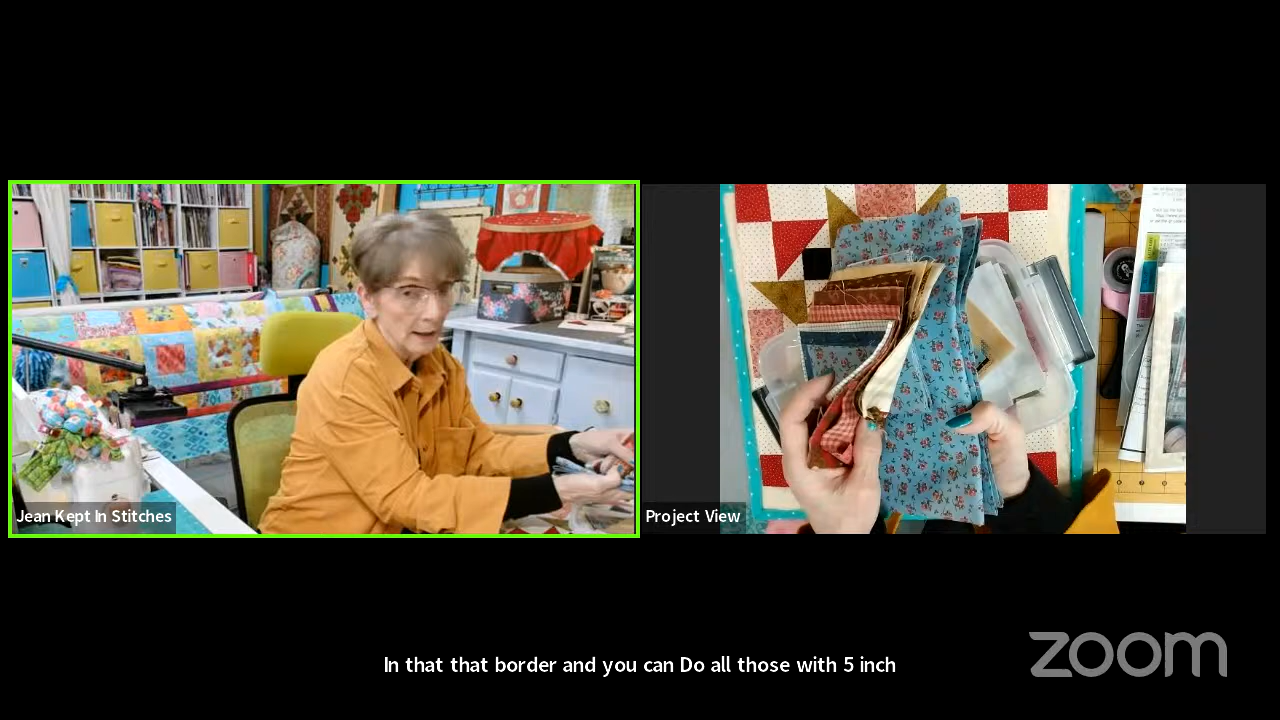 Jean Kept In Stitches
Project View
In that that border and you can Do all those with 5 inch
zoom